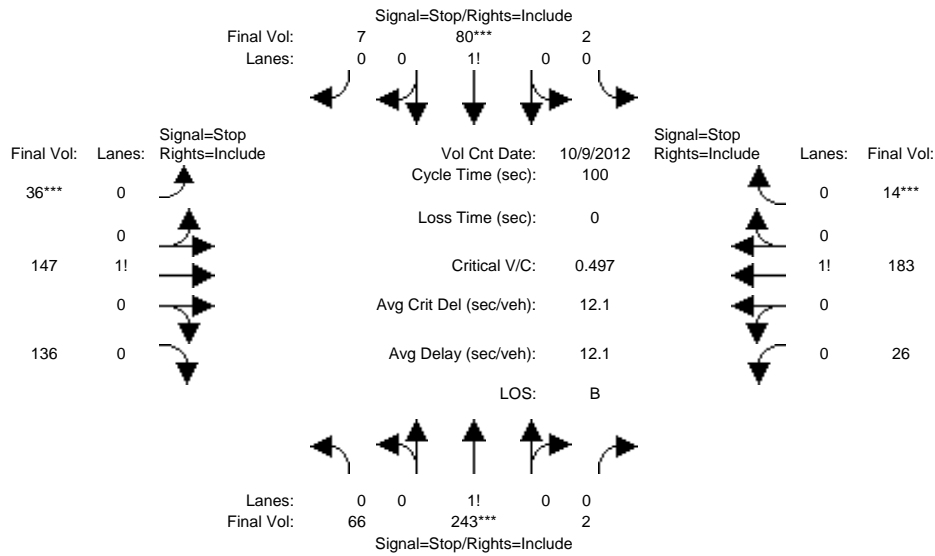 Signal=Stop/Rights=Include
Final Vol: 7 80*** 2
Lanes: 0 0 1! 0 0
Signal=Stop Signal=Stop
Final Vol: Lanes: Rights=Include Vol Cnt Date: 10/9/2012 Rights=Include Lanes: Final Vol:
Cycle Time (sec): 100
36*** 0 0 14***
Loss Time (sec): 0
0 0
147 1! Critical V/C: 0.497 1! 183
0 Avg Crit Del (sec/veh): 12.1 0
136 0 Avg Delay (sec/veh): 12.1 0 26
LOS: B
Lanes: 0 0 1! 0 0
Final Vol: 66 243*** 2
Signal=Stop/Rights=Include